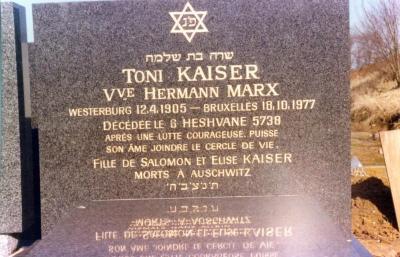 פ נ
שרה בת שלמה
TONI KAISER
VVE HERMANN MARX
WESTERBURG 12.4.1905 – BRUXELLES 18.10.1977
DÉCÉDÉE LE 6 HESHVANE 5738
APRÈS UNE LUTTE COURAGEUSE, PUISSE
SON ÂME JOINDRE LE CERCLE DE VIE.
FILLE DE SALOMON ET ELISE KAISER
MORTS A AUSCHWITZ
ת׳נ׳צ׳ב׳ה׳